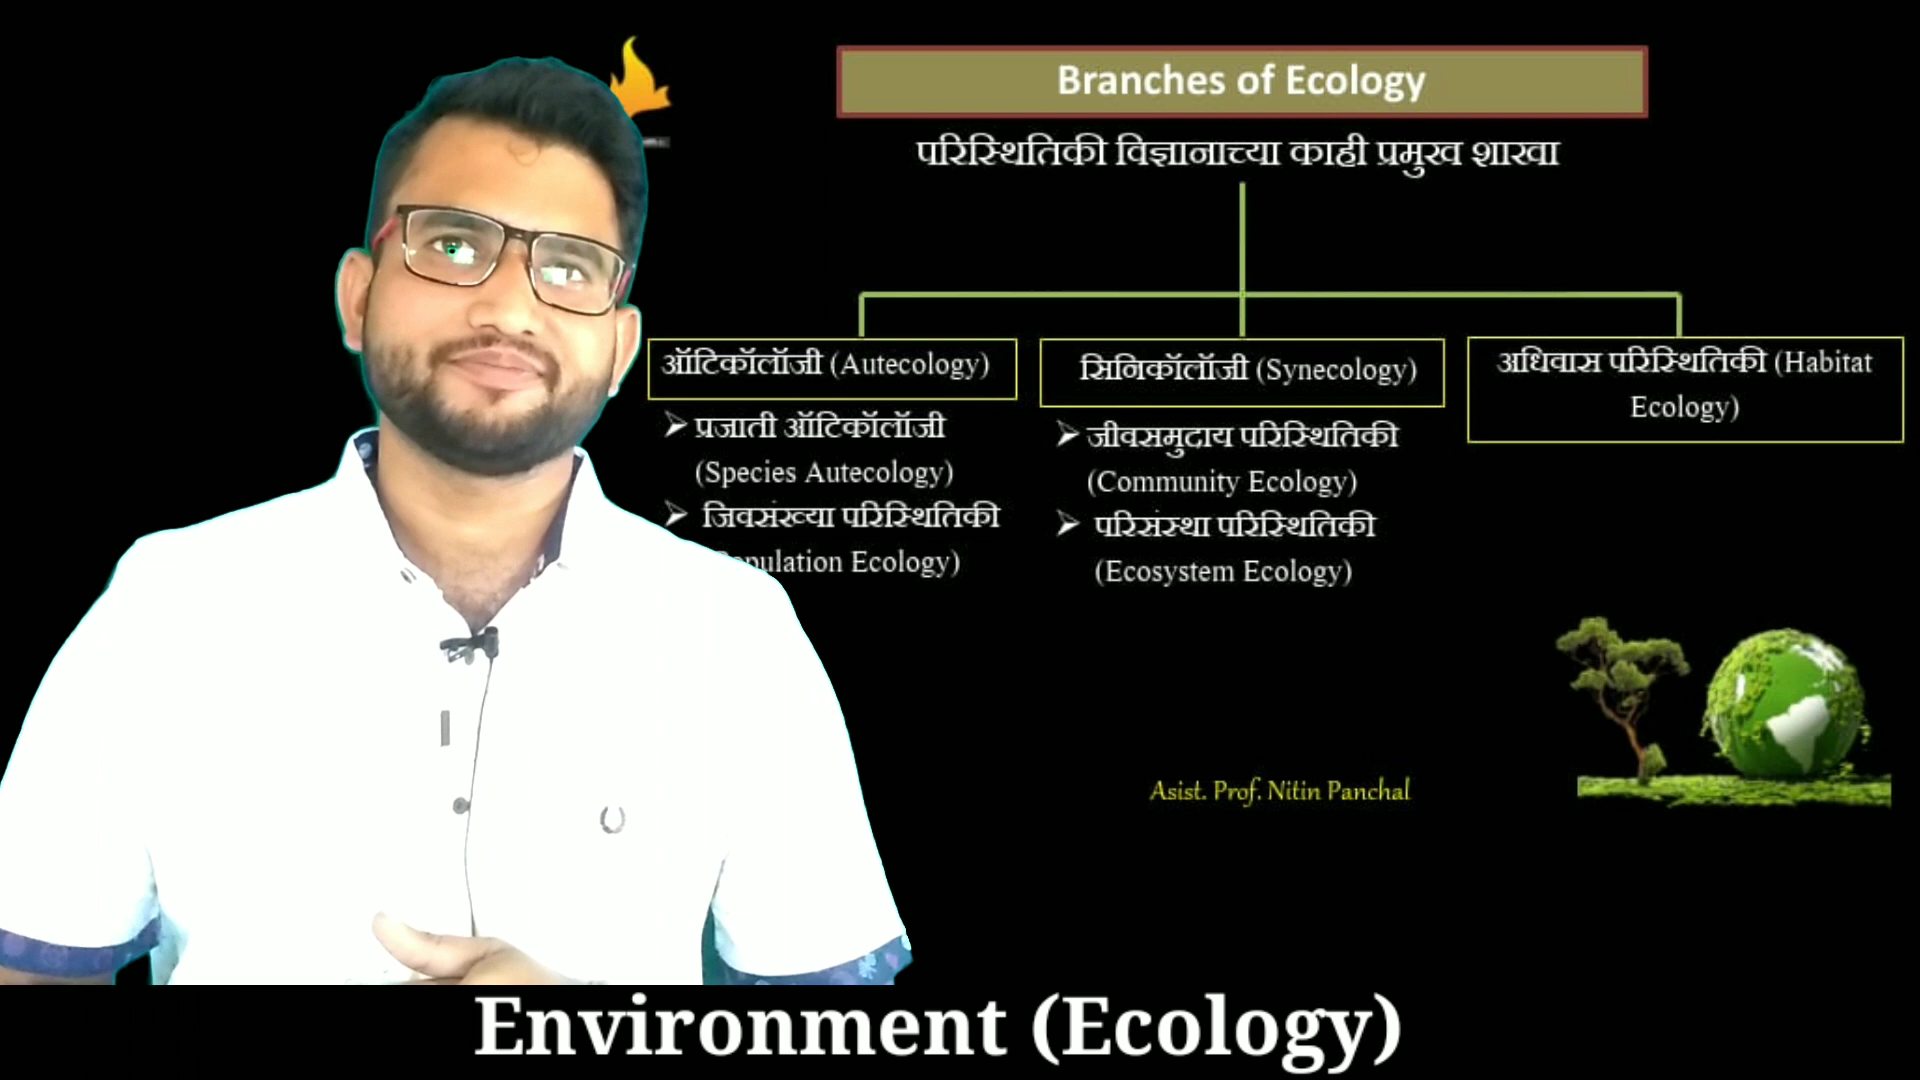 Branches of Ecology
परिस्थितिकी विज्ञानाच्या काही प्रमुख शाखा
ऑटिकॉलॉजी (Autecology)
प्रजाती ऑटिकॉलॉजी
(Species Autecology)
जिवसंख्या परिस्थितिकी
Ecology)
सिनिकॉलॉजी (Synecology)
जीवसमुदाय परिस्थितिकी
(Community Ecology)
परिसंस्था परिस्थितिकी
(Ecosystem Ecology)
अधिवास परिस्थितिकी (Habitat
Ecology)
Asist. Prof. Nitin Panchal
Environment (Ecology)